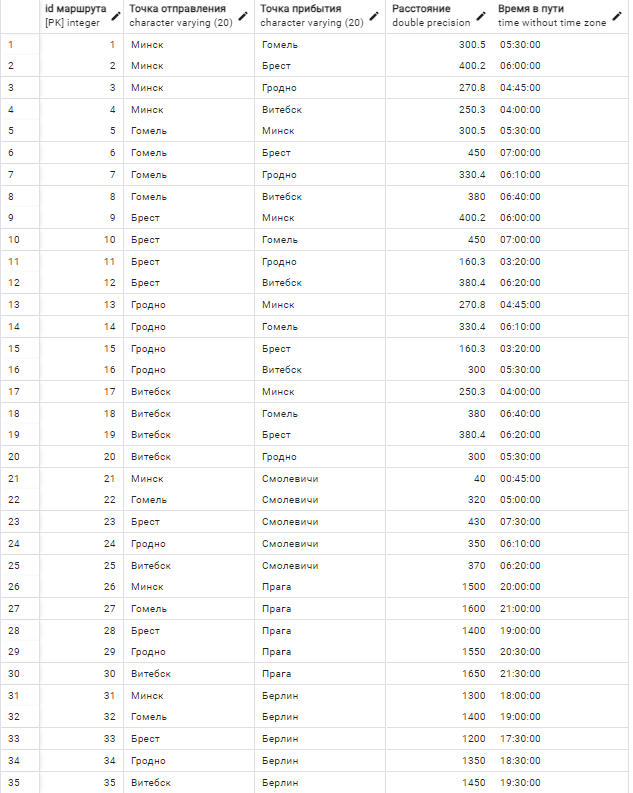 id маршрута Точка отправления Точка прибытия Расстояние Время в пути
[PK] integer character varying (20) character varying (20) double precision time without time zone
1 1 Минск Гомель 300.5 05:30:00
2 2 Минск Брест 400.2 06:00:00
3 3 Минск Гродно 270.8 04:45:00
4 4 Минск Витебск 250.3 04:00:00
5 5 Гомель Минск 300.5 05:30:00
6 6 Гомель Брест 450 07:00:00
7 7 Гомель Гродно 330.4 06:10:00
8 8 Гомель Витебск 380 06:40:00
9 9 Брест Минск 400.2 06:00:00
10 10 Брест Гомель 450 07:00:00
11 11 Брест Гродно 160.3 03:20:00
12 12 Брест Витебск 380.4 06:20:00
13 13 Гродно Минск 270.8 04:45:00
14 14 Гродно Гомель 330.4 06:10:00
15 15 Гродно Брест 160.3 03:20:00
16 16 Гродно Витебск 300 05:30:00
17 17 Витебск Минск 250.3 04:00:00
18 18 Витебск Гомель 380 06:40:00
19 19 Витебск Брест 380.4 06:20:00
20 20 Витебск Гродно 300 05:30:00
21 21 Минск Смолевичи 40 00:45:00
22 22 Гомель Смолевичи 320 05:00:00
23 23 Брест Смолевичи 430 07:30:00
24 24 Гродно Смолевичи 350 06:10:00
25 25 Витебск Смолевичи 370 06:20:00
26 26 Минск Прага 1500 20:00:00
27 27 Гомель Прага 1600 21:00:00
28 28 Брест Прага 1400 19:00:00
29 29 Гродно Прага 1550 20:30:00
30 30 Витебск Прага 1650 21:30:00
31 31 Минск Берлин 1300 18:00:00
32 32 Гомель Берлин 1400 19:00:00
33 33 Брест Берлин 1200 17:30:00
34 34 Гродно Берлин 1350 18:30:00
35 35 Витебск Берлин 1450 19:30:00